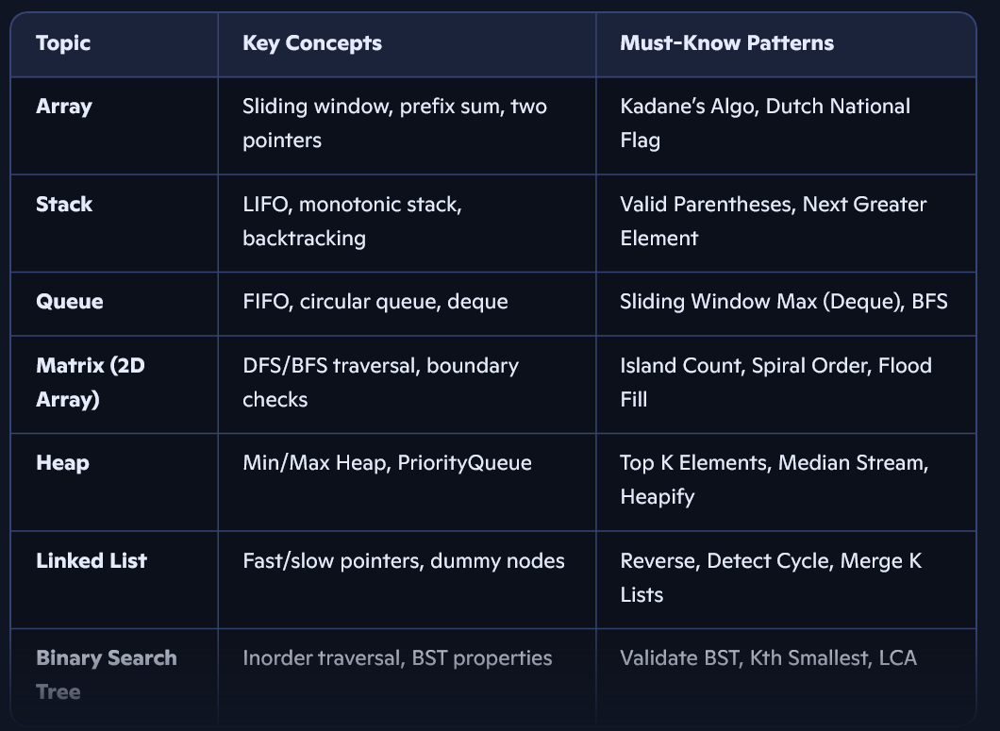 Topic Key Concepts Must-Know Patterns
Array Sliding window, prefix sum, two Kadane’s Algo, Dutch National
pointers Flag
Stack LIFO, monotonic stack, Valid Parentheses, Next Greater
backtracking Element
Queue FIFO, circular queue, deque Sliding Window Max (Deque), BFS
Matrix (2D DFS/BFS traversal, boundary Island Count, Spiral Order, Flood
Array) checks Fill
Heap Min/Max Heap, PriorityQueue Top K Elements, Median Stream,
Heapify
Linked List Fast/slow pointers, dummy nodes Reverse, Detect Cycle, Merge K
Lists
Binary Search Inorder traversal, BST properties Validate BST, Kth Smallest, LCA
Tree